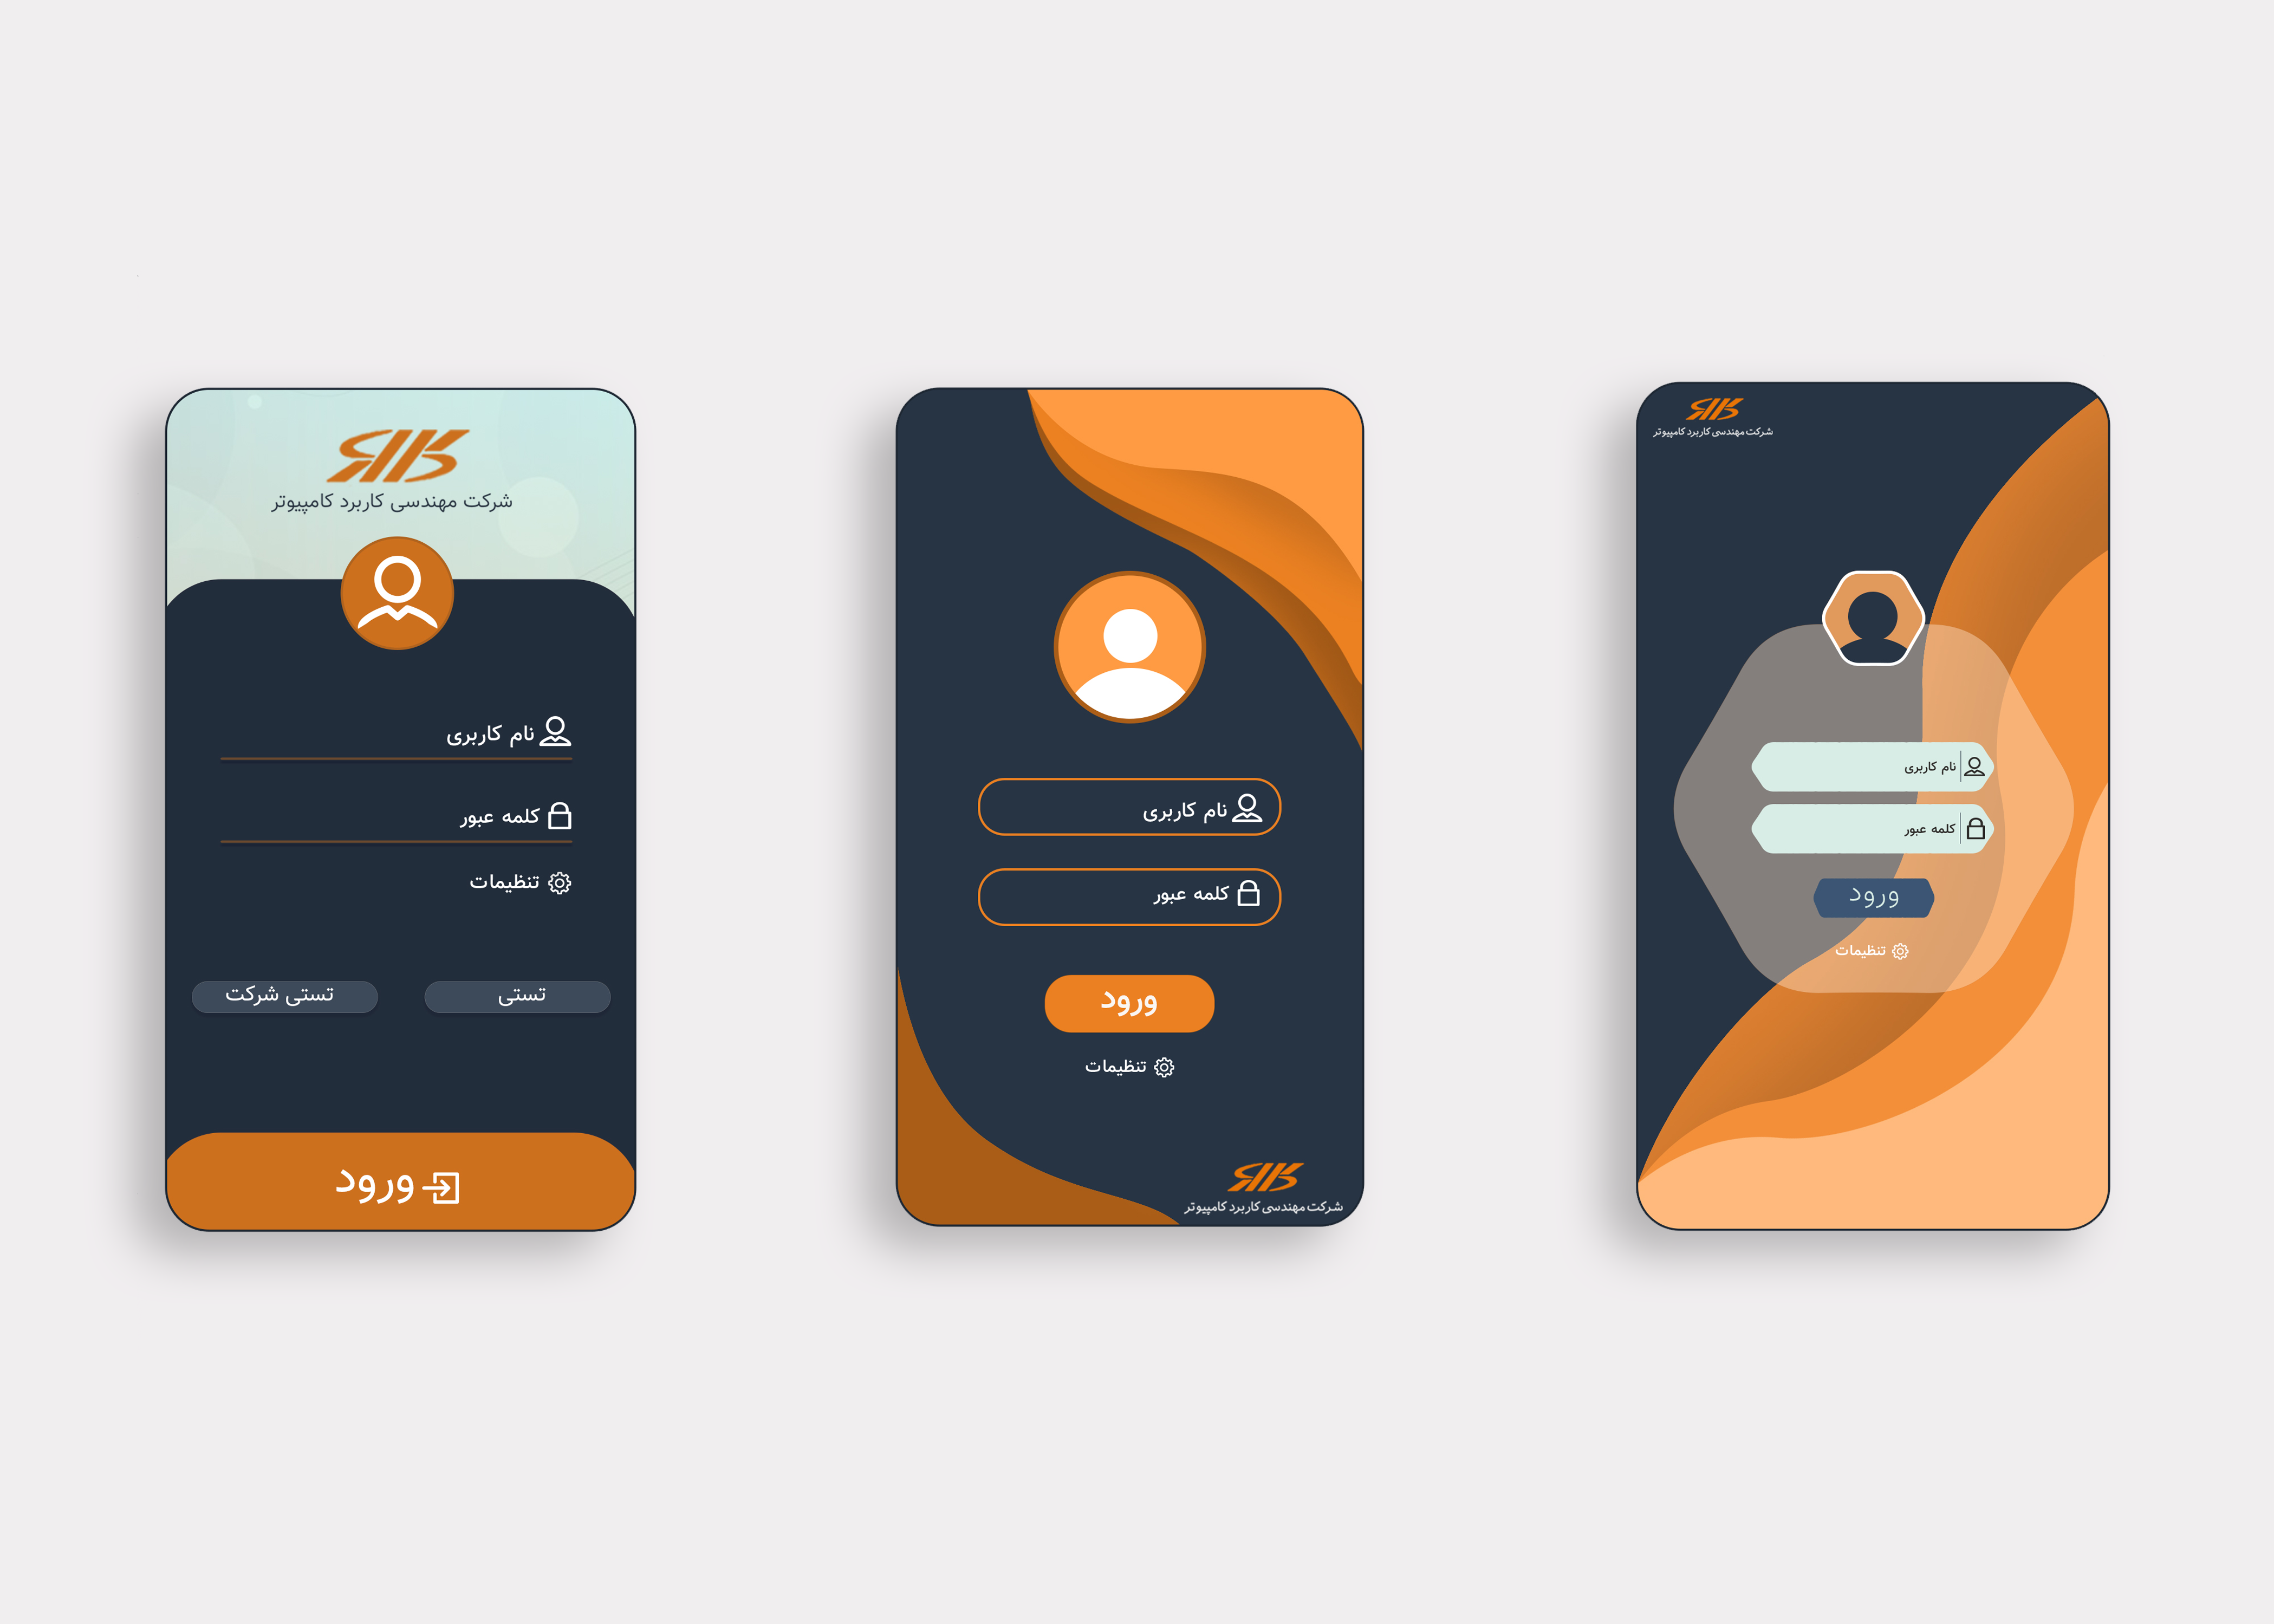 شرکت مهندسی کاربرد کامپیوتر
نام کاربری
کلمه عبور
تنظیمات
تستی
تستی شرکت
ورود
نام کاربری
کلمه عبور
ورود
تنظیمات
شرکت مهندسی کاربرد کامپیوتر
شرکت مهندسی کاربرد کامپیوتر
نام کاربری
کلمه عبور
ورود
تنظیمات